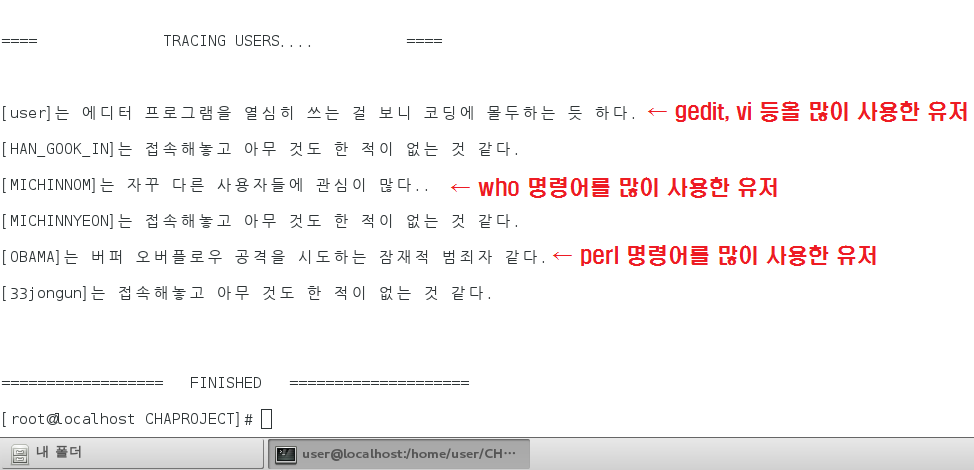 ==== TRACING USERS.... ====
[user]는 에디터 프로그램을 열심히 쓰는 걸 보니 코딩에 몰두하는 듯 하다. ← gedit, vi 등올 많이 사용한 유저
[HAN_GOOK_IN]는 접속해놓고 아무 것도 한 적이 없는 것 같다.
[MICHINNOM]는 자꾸 다른 사용자들에 관심이 많다.. ← who 명령어를 많이 사용한 유저
[MICHINNYEON]는 접속해놓고 아무 것도 한 적이 없는 것 같다.
[OBAMA]는 버퍼 오버플로우 공격을 시도하는 잠재적 범죄자 같다. ← perl 명령어를 많이 사용한 유저
[33jongun]는 접속해놓고 아무 것도 한 적이 없는 것 같다.
================== FINISHED ====================
[root@localhost CHAPROJECT]#
내 폴더 user@localhost:/home/user/CH⋯